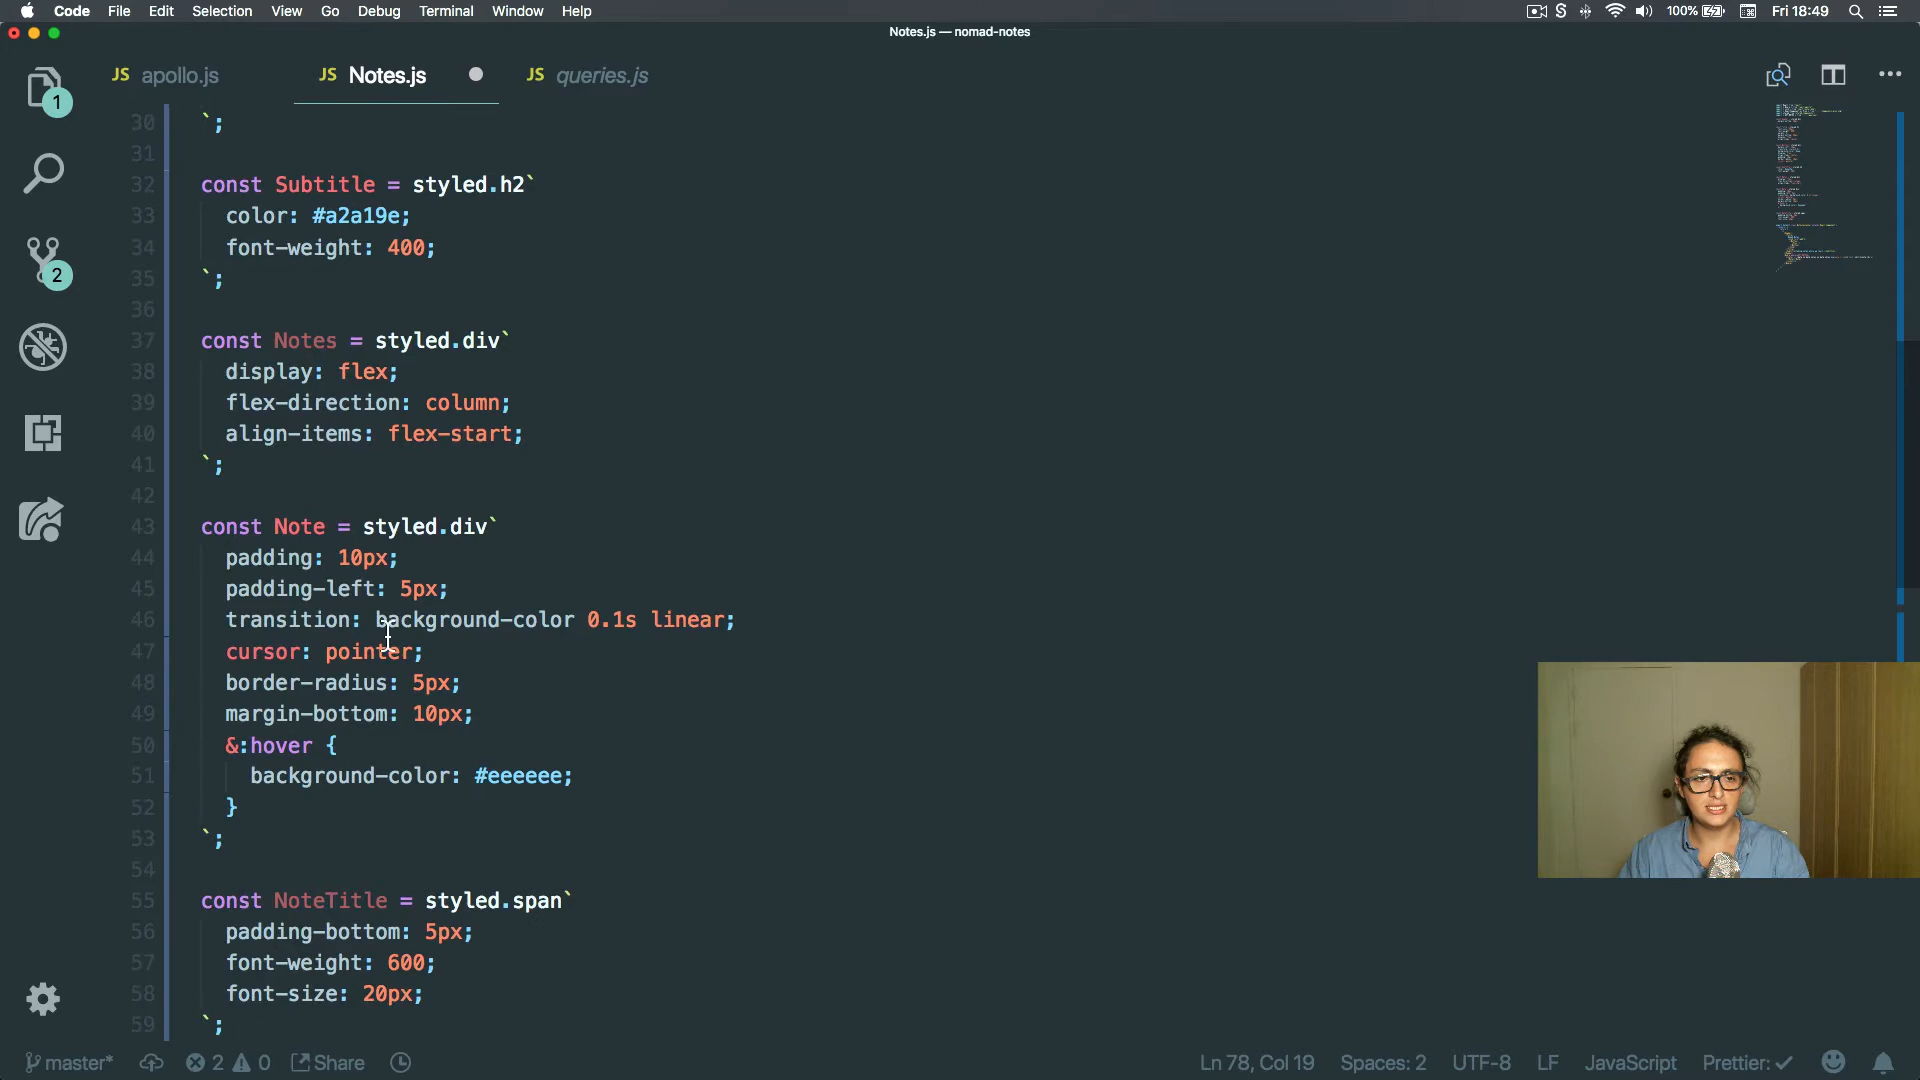 Code File Edit Selection View Go Debug Terminal Window Help 100% Fri 18:49
Notes.js — nomad-notes
JS apollo.js JS Notes.js JS queries.js
1
2
30 `;
31
32 const Subtitle = styled.h2`
33 color: #a2a19e;
34 font-weight: 400;
35 `;
36
37 const Notes = styled.div`
38 display: flex;
39 flex-direction: column;
40 align-items: flex-start;
41 `;
42
43 const Note = styled.div`
44 padding: 10px;
45 padding-left: 5px;
46 transition: background-color 0.1s linear;
47 cursor: pointer;
48 border-radius: 5px;
49 margin-bottom: 10px;
50 &:hover {
51 background-color: #eeeeee;
52 }
53 `;
54
55 const NoteTitle = styled.span`
56 padding-bottom: 5px;
57 font-weight: 600;
58 font-size: 20px;
59 `;
master* 2 0 Share Ln 78, Col 19 Spaces: 2 UTF-8 LF JavaScript Prettier: ✓